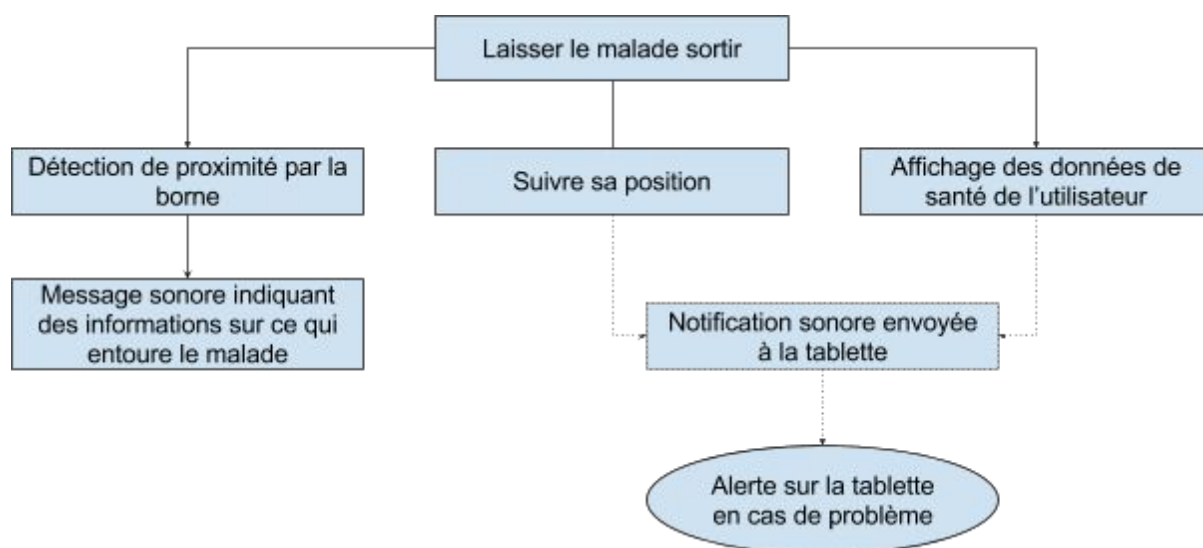 Laisser le malade sortir
Détection de proximité par la
borne
Suivre sa position
Affichage des données de
santé de l’utilisateur
Message sonore indiquant
des informations sur ce qui
entoure le malade
Notification sonore envoyée
à la tablette
Alerte sur la tablette
en cas de problème